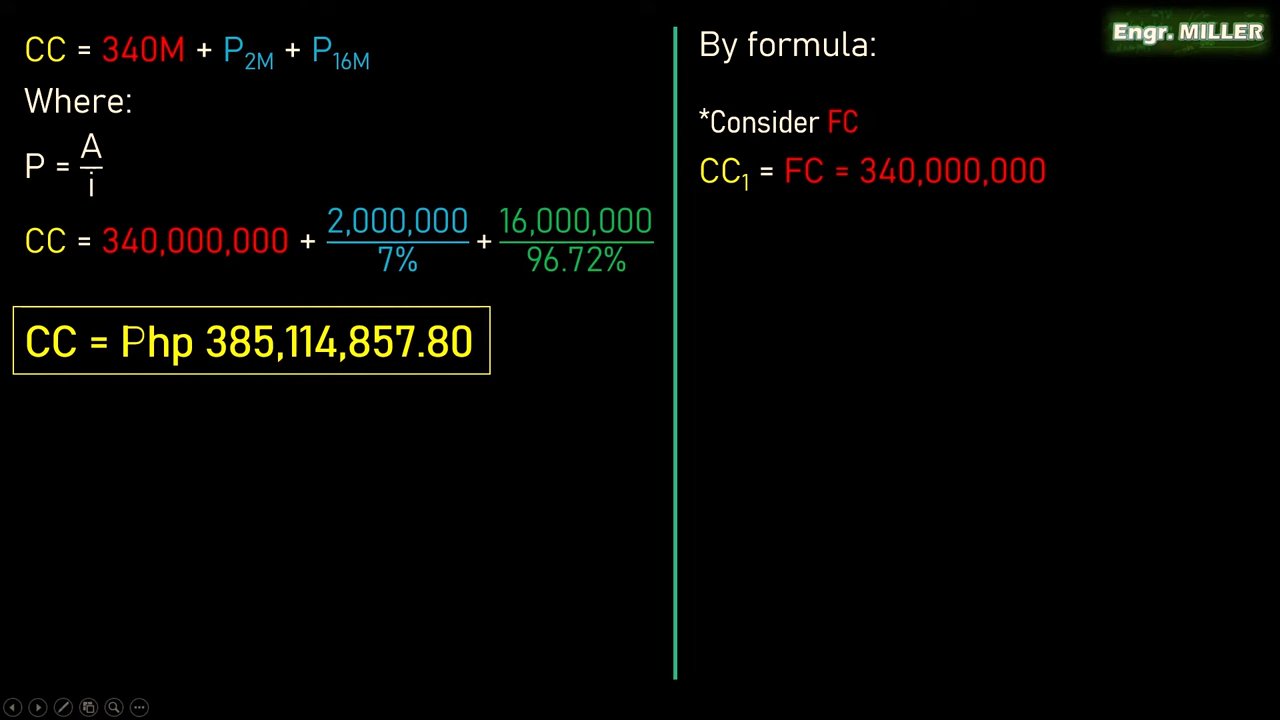 CC = 340M + P2M + P16M
Where:
P = A/i
CC = 340,000,000 + 2,000,000/7% + 16,000,000/96.72%
CC = Php 385,114,857.80
Engr. MILLER
By formula:
*Consider FC
CC1 = FC = 340,000,000